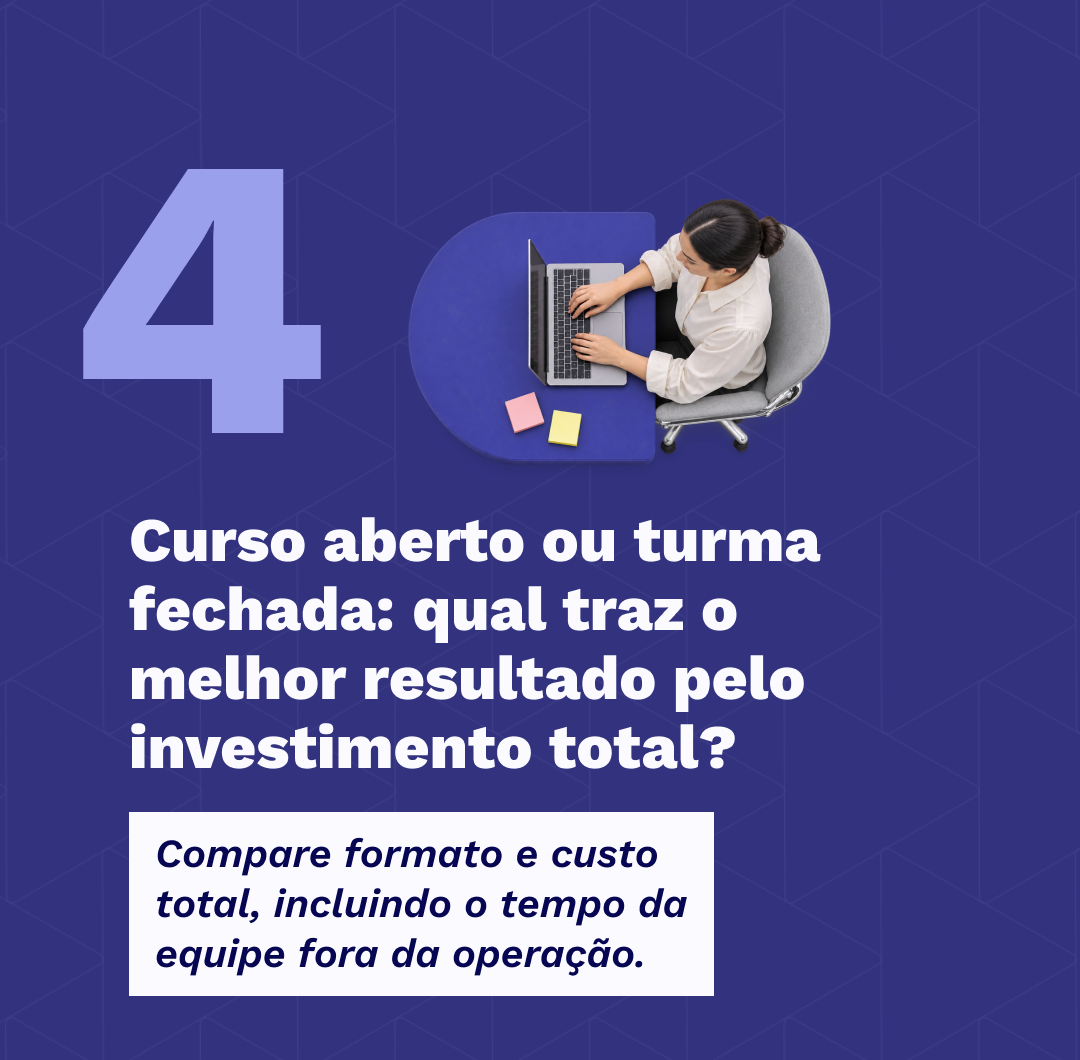 4
Curso aberto ou turma
fechada: qual traz o
melhor resultado pelo
investimento total?
Compare formato e custo
total, incluindo o tempo da
equipe fora da operação.